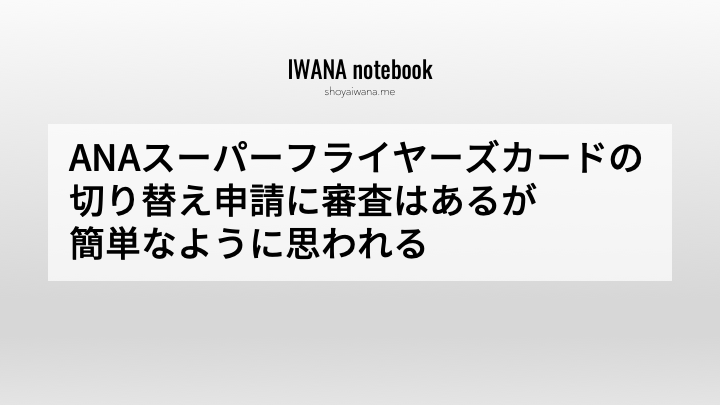 IWANA notebook
shoyaiwana.me
ANAスーパーフライヤーズカードの
切り替え申請に審査はあるが
簡単なように思われる